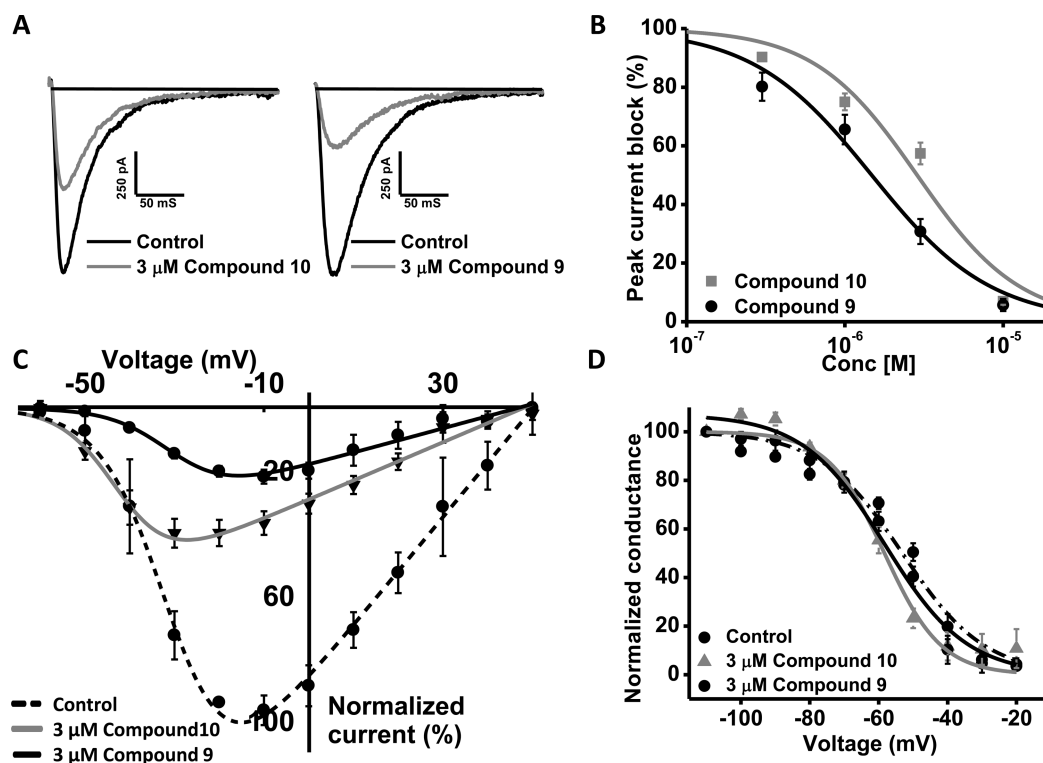 A
250 pA
50 mS
Control
3 μM Compound 10
250 pA
50 mS
Control
3 μM Compound 9
B
Peak current block (%)
100
80
60
40
20
0
Compound 10
Compound 9
10-7
10-6
10-5
Conc [M]
C
Voltage (mV)
-50
-10
30
20
60
100
Normalized
current (%)
Control
3 μM Compound10
3 μM Compound 9
D
Normalized conductance
100
80
60
40
20
0
Control
3 μM Compound 10
3 μM Compound 9
-100
-80
-60
-40
-20
Voltage (mV)